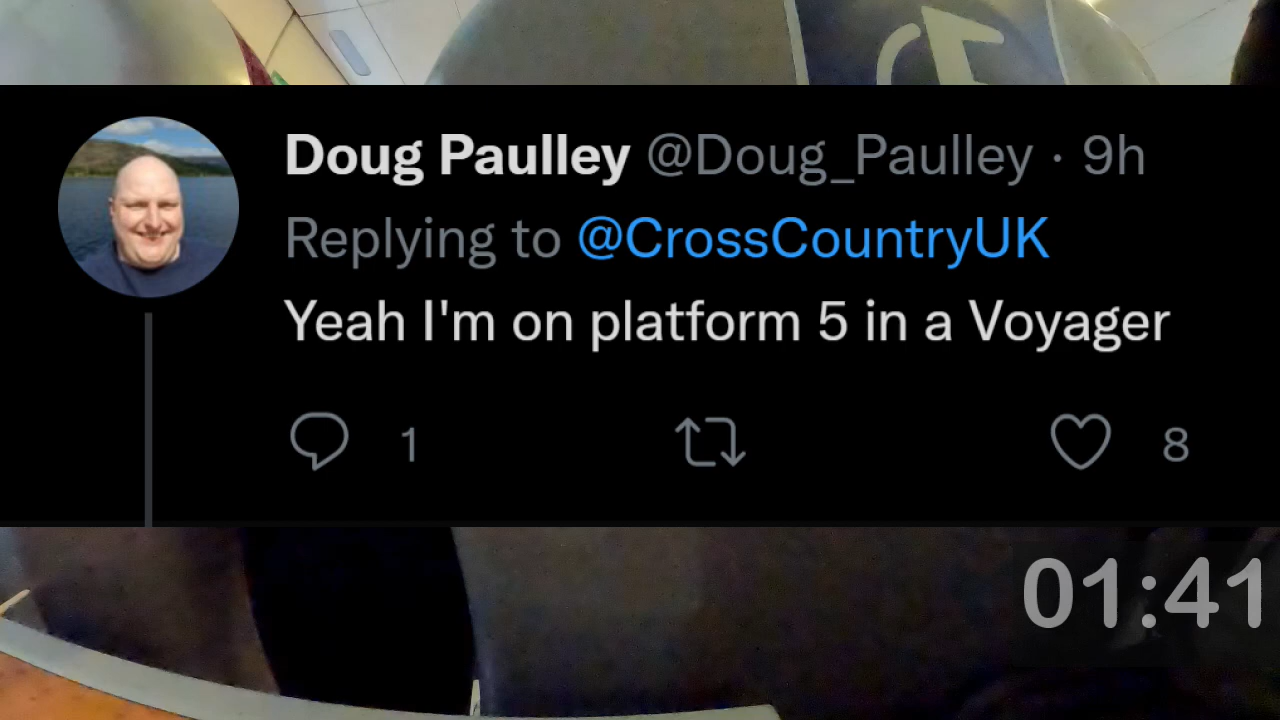 Doug Paulley @Doug_Paulley · 9h
Replying to @CrossCountryUK
Yeah I'm on platform 5 in a Voyager
1 8
01:41